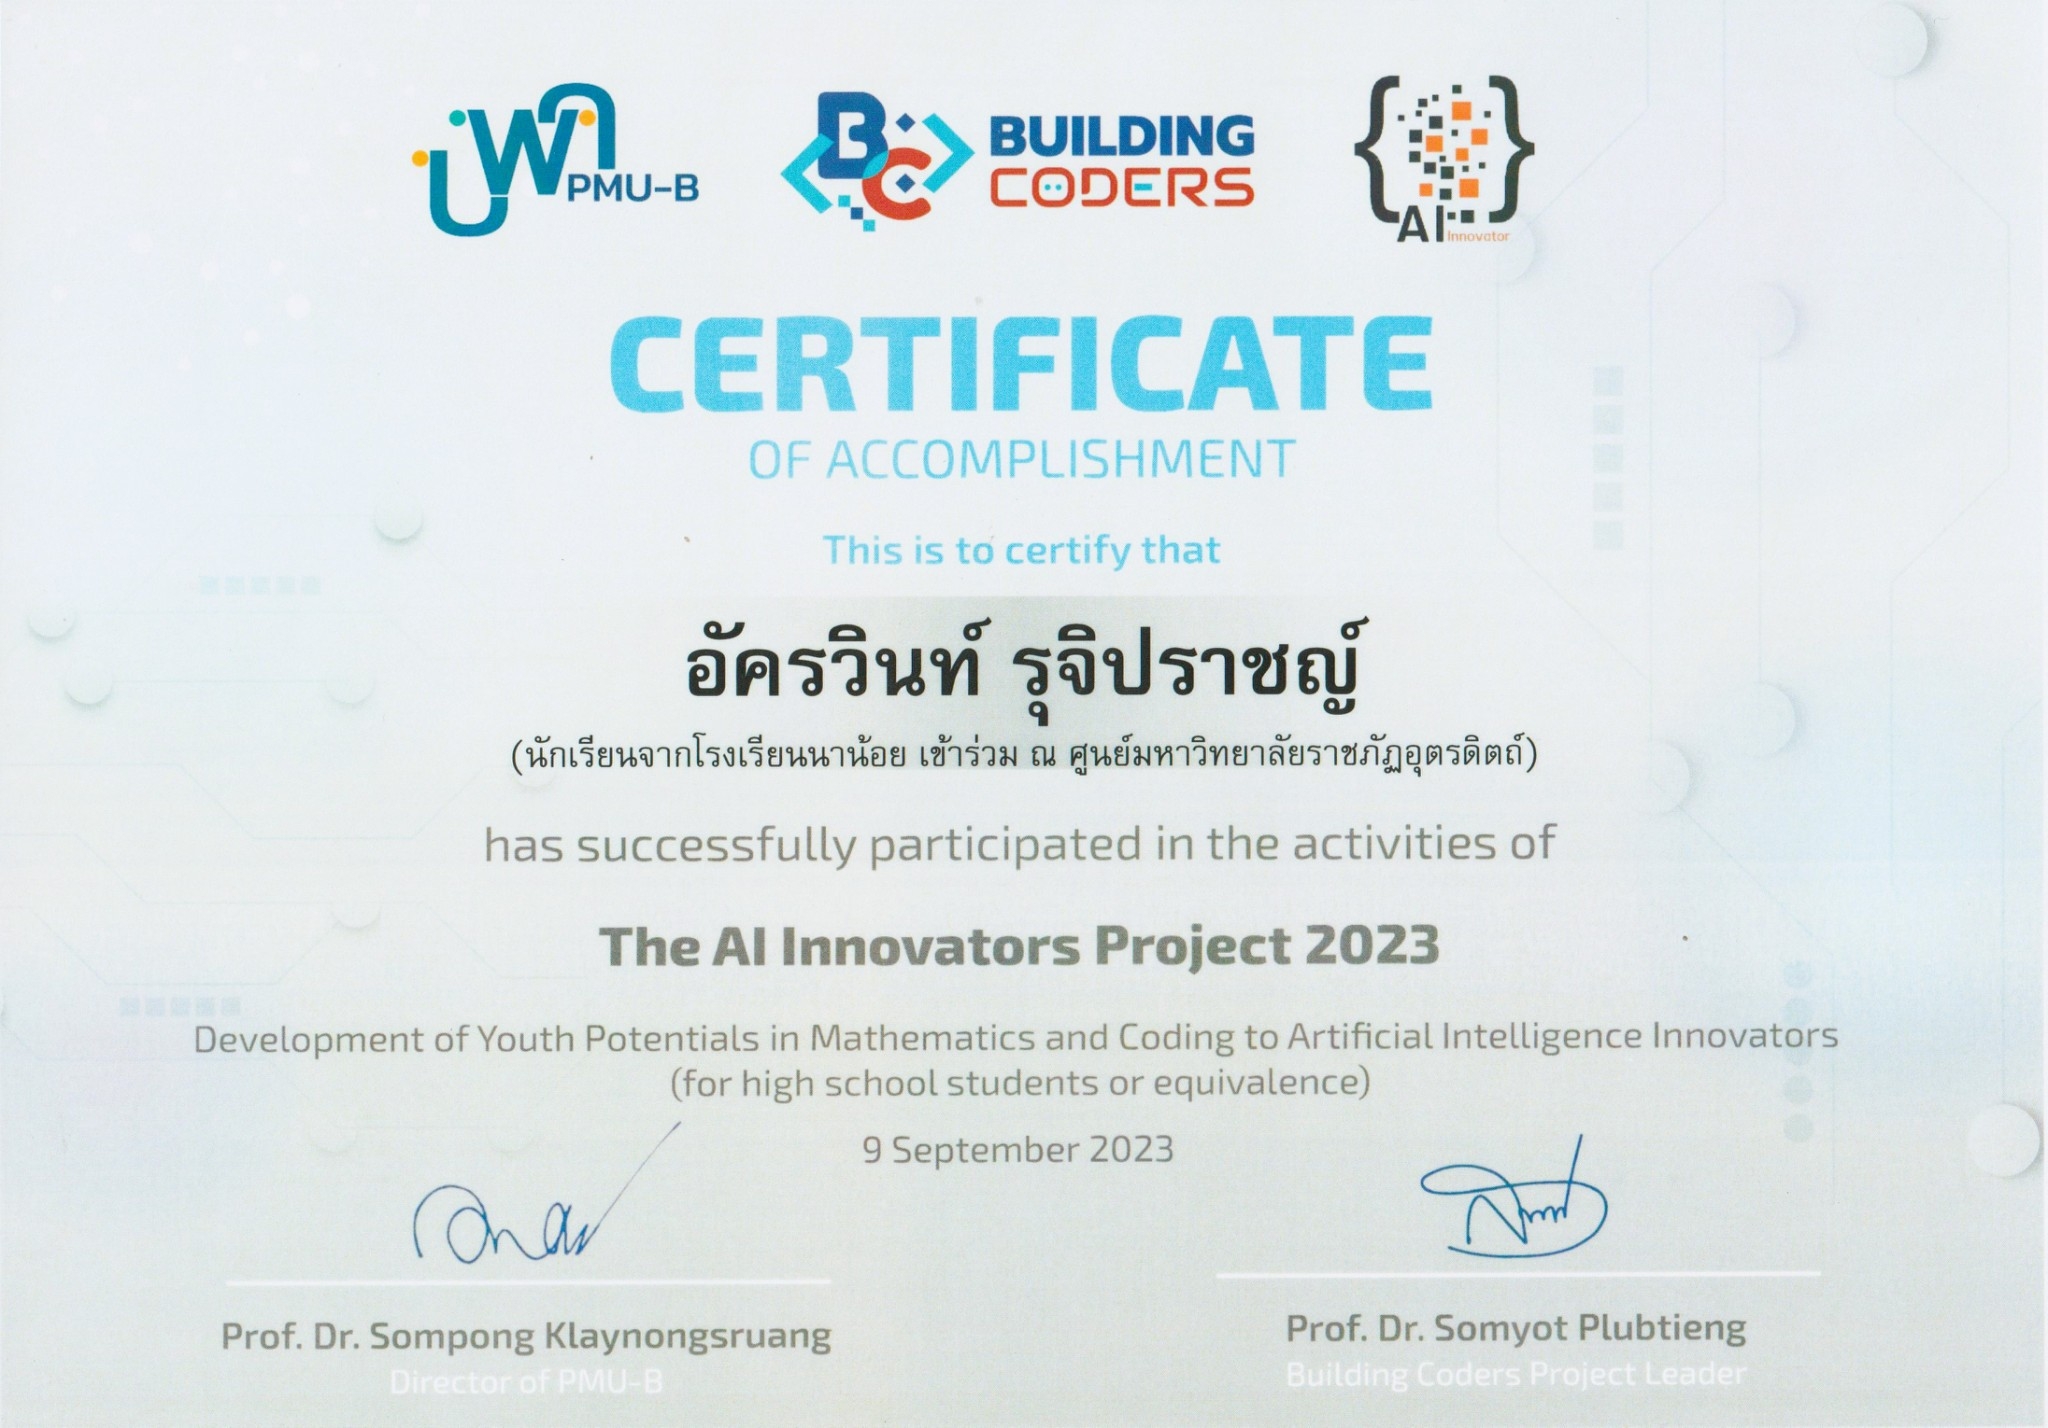 บพค PMU-B
BUILDING
CODERS
AI Innovator
CERTIFICATE
OF ACCOMPLISHMENT
This is to certify that
อัครวินท์ รุจิปราชญ์
(นักเรียนจากโรงเรียนนาน้อย เข้าร่วม ณ ศูนย์มหาวิทยาลัยราชภัฏอุตรดิตถ์)
has successfully participated in the activities of
The AI Innovators Project 2023
Development of Youth Potentials in Mathematics and Coding to Artificial Intelligence Innovators
(for high school students or equivalence)
9 September 2023
Prof. Dr. Sompong Klaynongsruang
Director of PMU-B
Prof. Dr. Somyot Plubtieng
Building Coders Project Leader